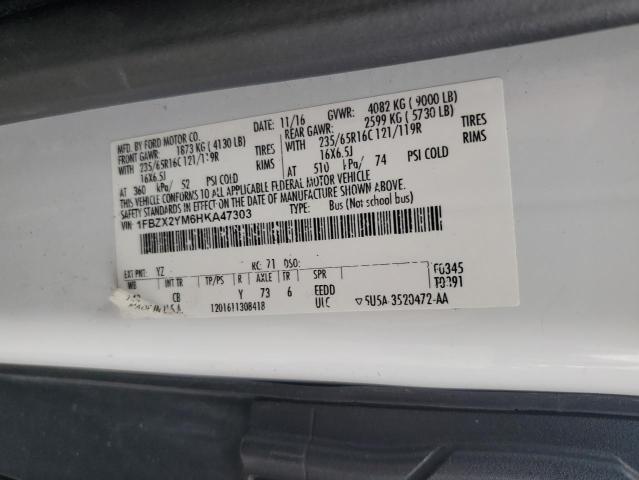 MFD. BY FORD MOTOR CO.
DATE: 11/16 GVWR: 4082 KG ( 9000 LB)
FRONT GAWR: 1873 KG ( 4130 LB)
REAR GAWR: 2599 KG ( 5730 LB)
WITH 235/65R16C 121/119R TIRES
WITH 235/65R16C 121/119R TIRES
16X6.5J RIMS
16X6.5J RIMS
AT 360 kPa/ 52 PSI COLD
AT 510 kPa/ 74 PSI COLD
THIS VEHICLE CONFORMS TO ALL APPLICABLE FEDERAL MOTOR VEHICLE
SAFETY STANDARDS IN EFFECT ON THE DATE OF MANUFACTURE SHOWN ABOVE.
VIN: 1FBZX2YM6HKA47303
TYPE: Bus (Not school bus)
EXT PNT: YZ RC: 71 DSO:
F0345
WB INT TR TP/PS R AXLE TR SPR
CB Y 73 6 EEDD
MADE IN U.S.A. 1201611308418 ULC 5U5A-3520472-AA